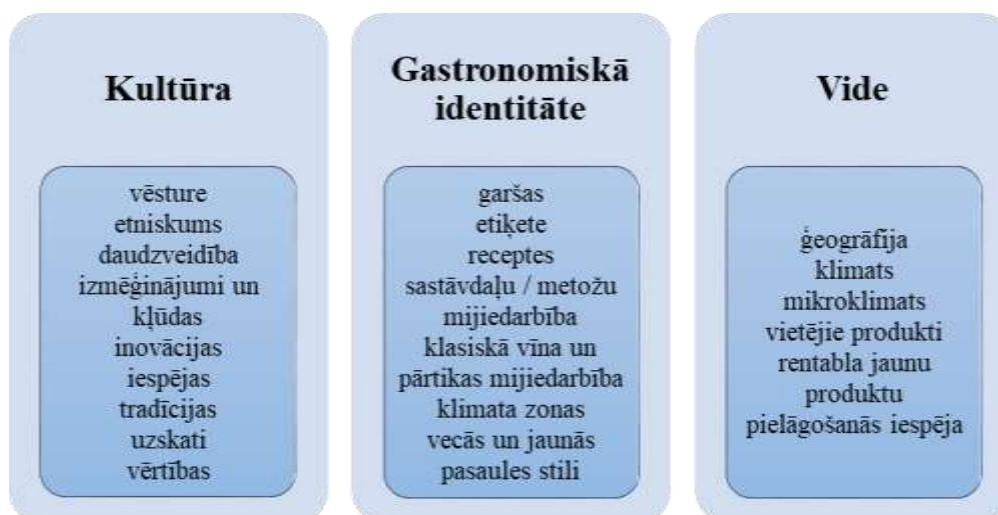 Kultūra
vēsture
etniskums
daudzveidība
izmēģinājumi un
kļūdas
inovācijas
iespējas
tradīcijas
uzskati
vērtības
Gastronomiskā
identitāte
garšas
etiķete
receptes
sastāvdaļu / metožu
mijiedarbība
klasiskā vīna un
pārtikas mijiedarbība
klimata zonas
vecās un jaunās
pasaules stili
Vide
ģeogrāfija
klimats
mikroklimats
vietējie produkti
rentabla jaunu
produktu
pielāgošanās iespēja